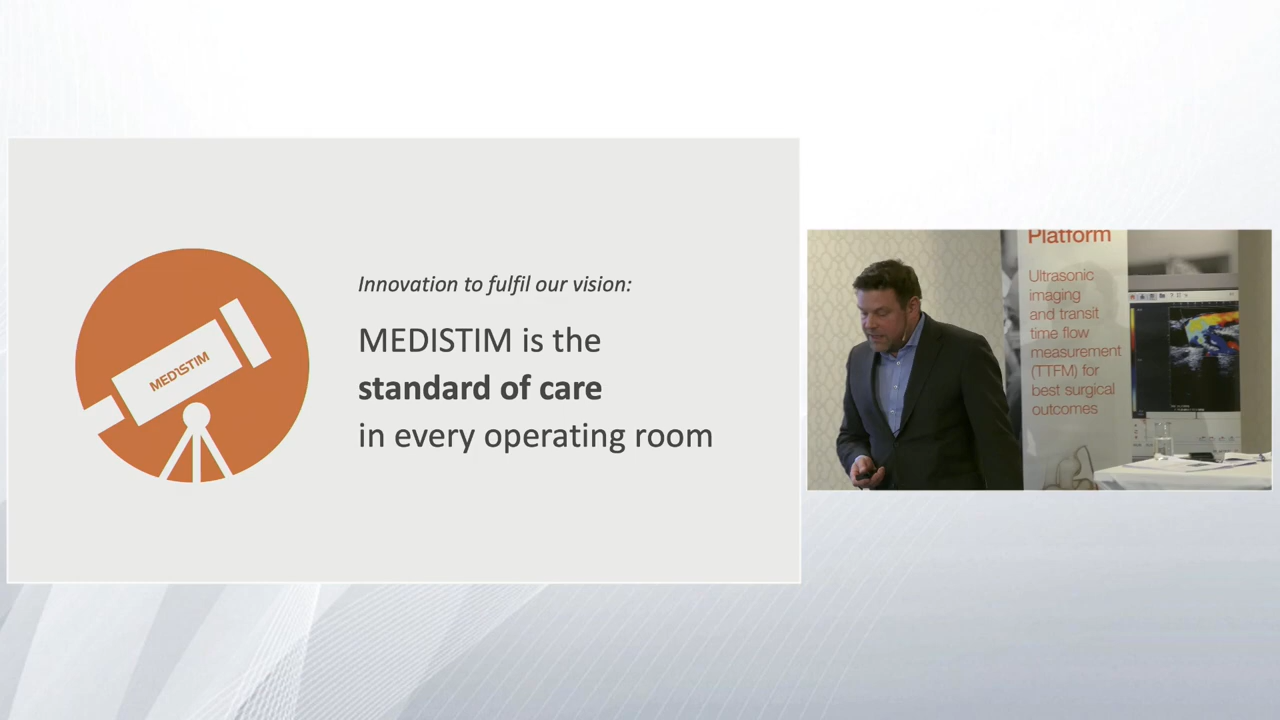 MEDISTIM
Innovation to fulfil our vision:
MEDISTIM is the
standard of care
in every operating room
Platform
Ultrasonic
imaging
and transit
time flow
measurement
(TTFM) for
best surgical
outcomes